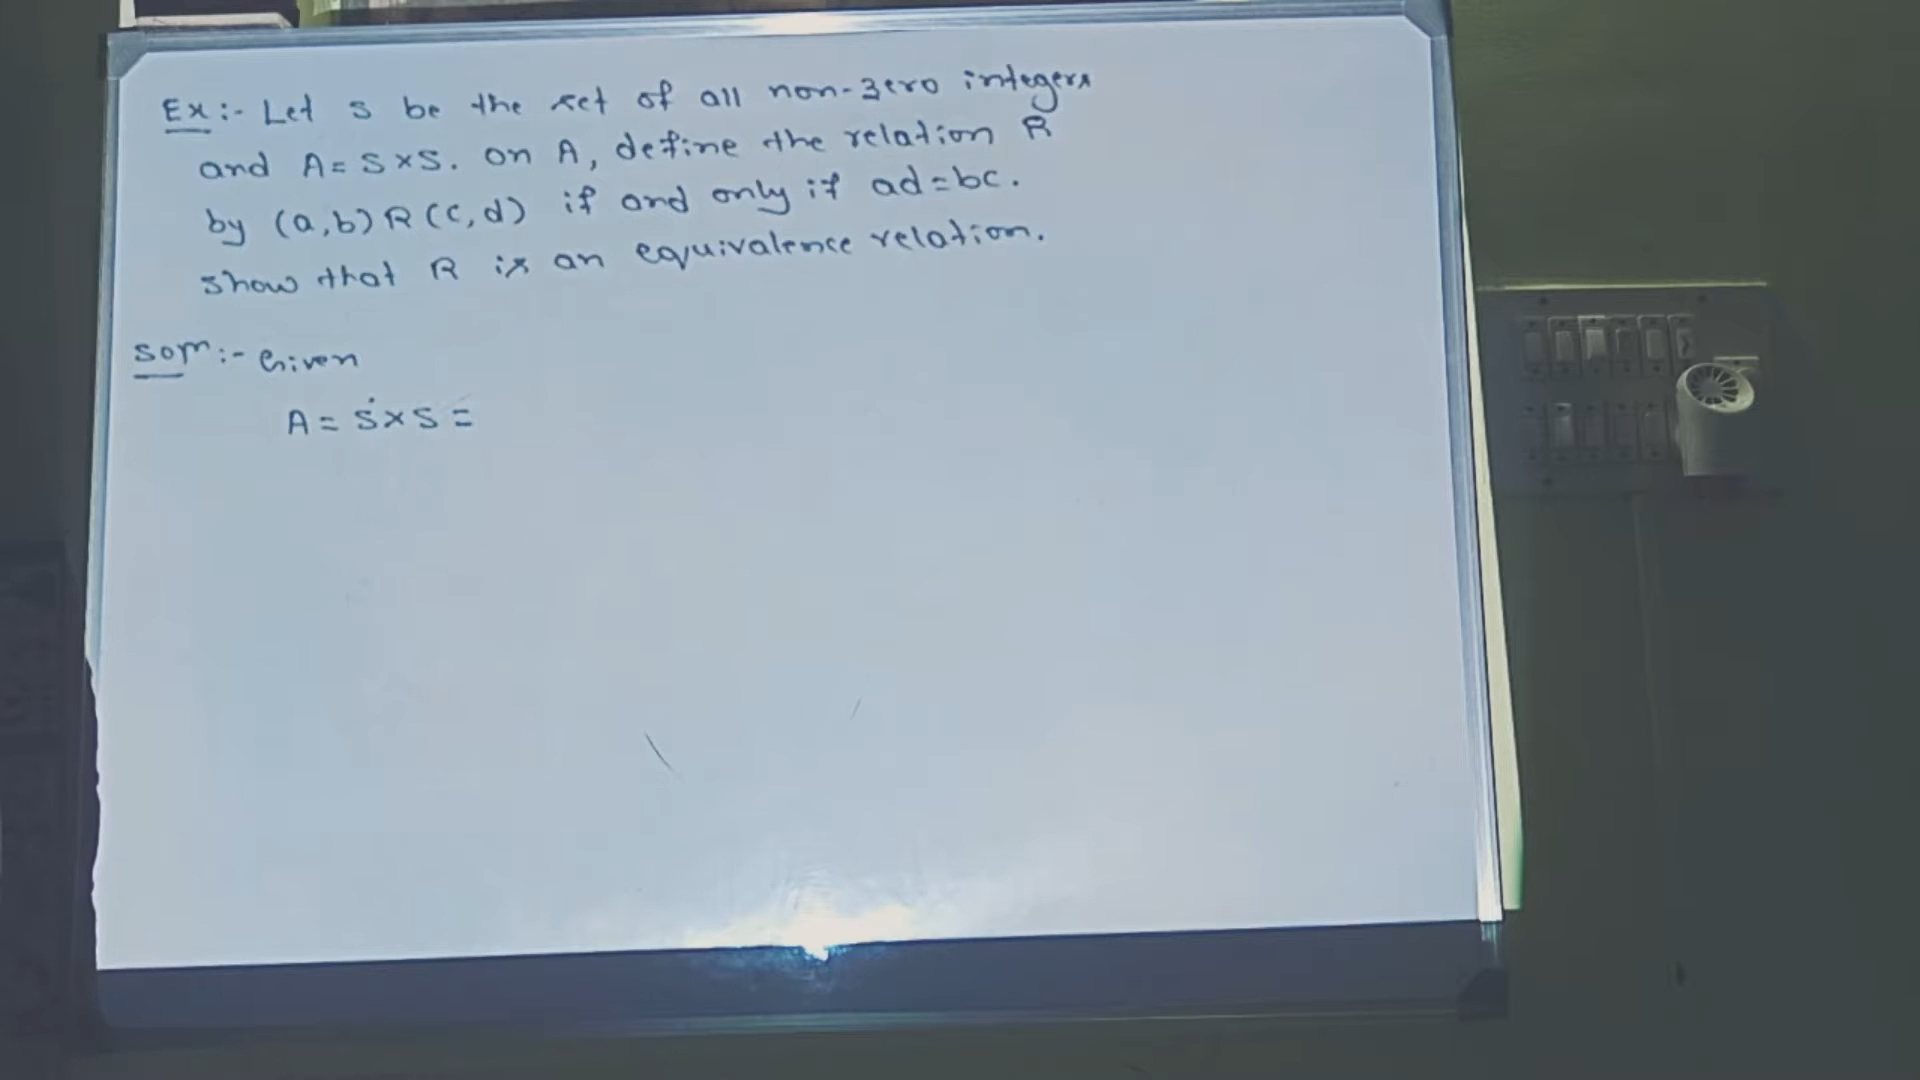 Ex:- Let S be the set of all non-zero integers
and A = S×S. on A, define the relation R
by (a,b) R (c,d) if and only if ad=bc.
show that R is an equivalence relation.
Soln:- Given
A = S×S =